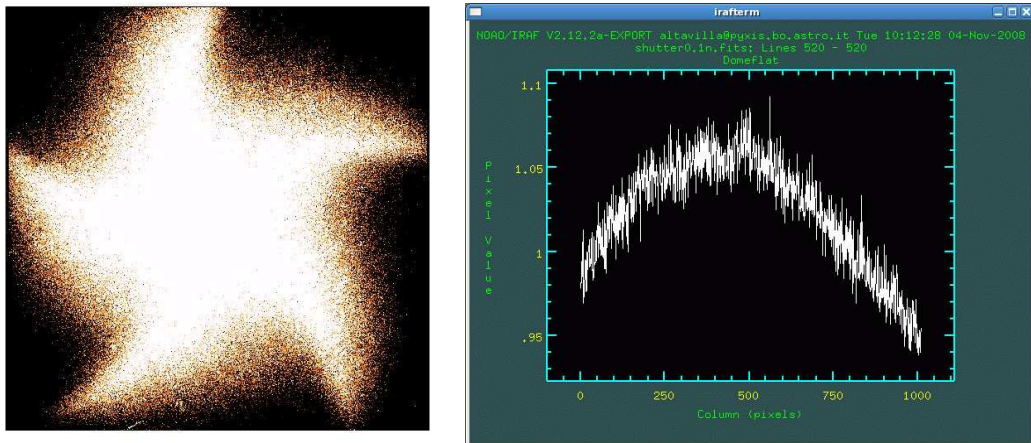 irafterm
NOAO/IRAF V2.12.2a-EXPORT altavilla@pyxis.bo.astro.it Tue 10:12:28 04-Nov-2008
shutter0.1n.fits: Lines 520 - 520
DomeFlat
1.1
1.05
1
.95
Pixel Value
0 250 500 750 1000
Column (pixels)